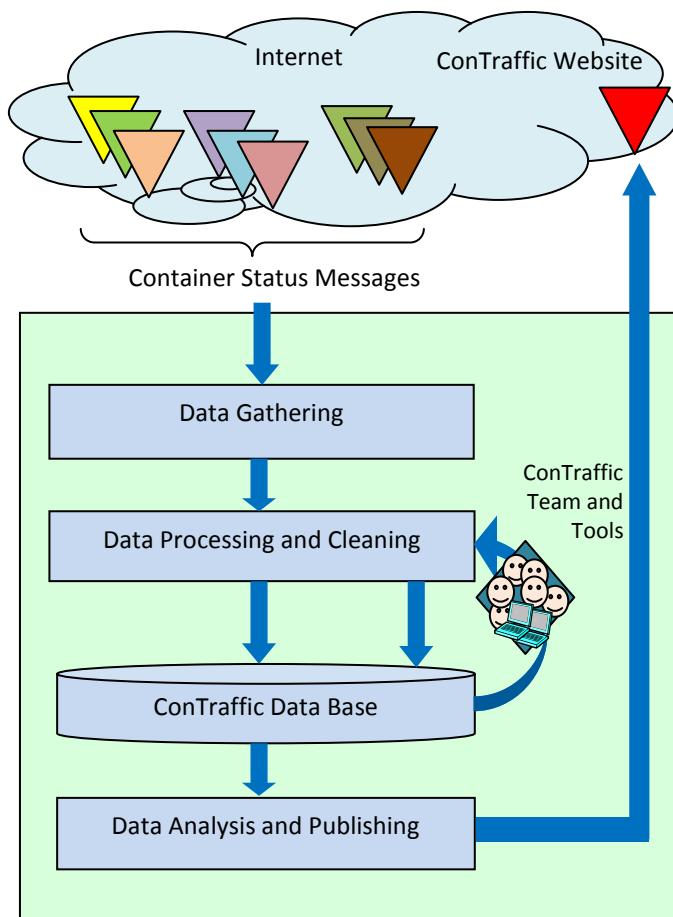 Internet
ConTraffic Website
Container Status Messages
Data Gathering
ConTraffic
Team and
Tools
Data Processing and Cleaning
ConTraffic Data Base
Data Analysis and Publishing